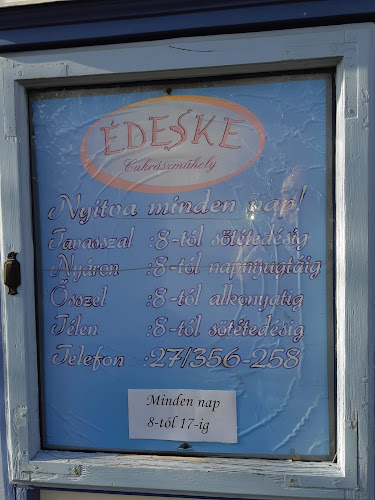 ÉDESKE
Cukrászműhely
Nyitva minden nap!
Tavasszal :8-tól sötétedésig
Nyáron :8-tól napnyugtáig
Ősszel :8-tól alkonyatig
Télen :8-tól sötétedésig
Telefon :27/356-258
Minden nap
8-tól 17-ig